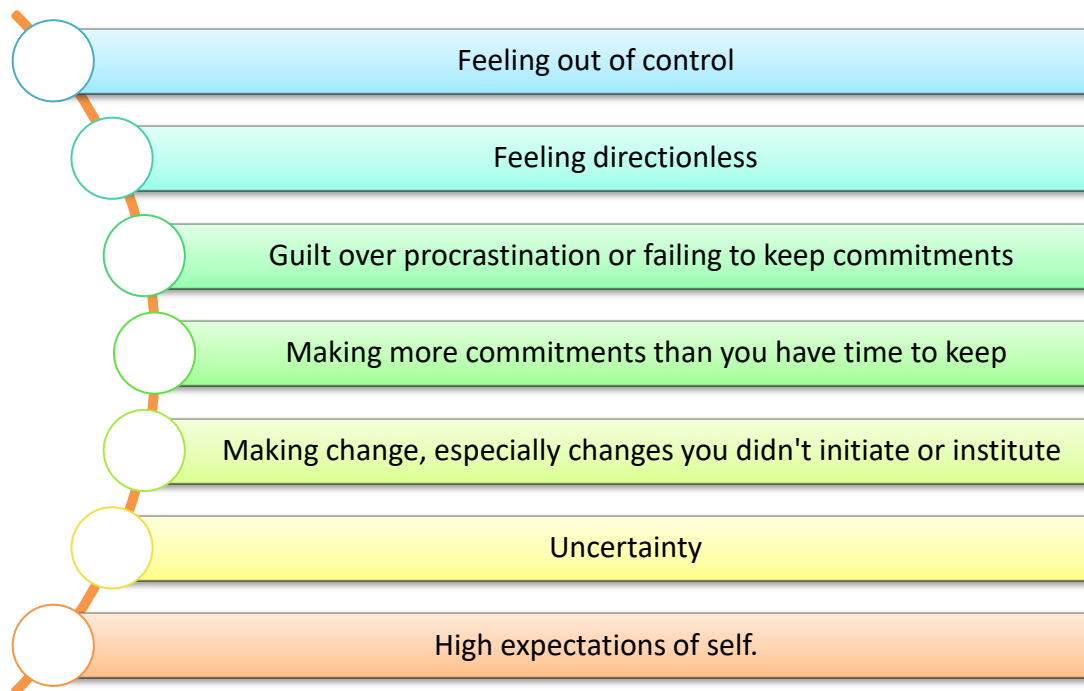 Feeling out of control
Feeling directionless
Guilt over procrastination or failing to keep commitments
Making more commitments than you have time to keep
Making change, especially changes you didn't initiate or institute
Uncertainty
High expectations of self.